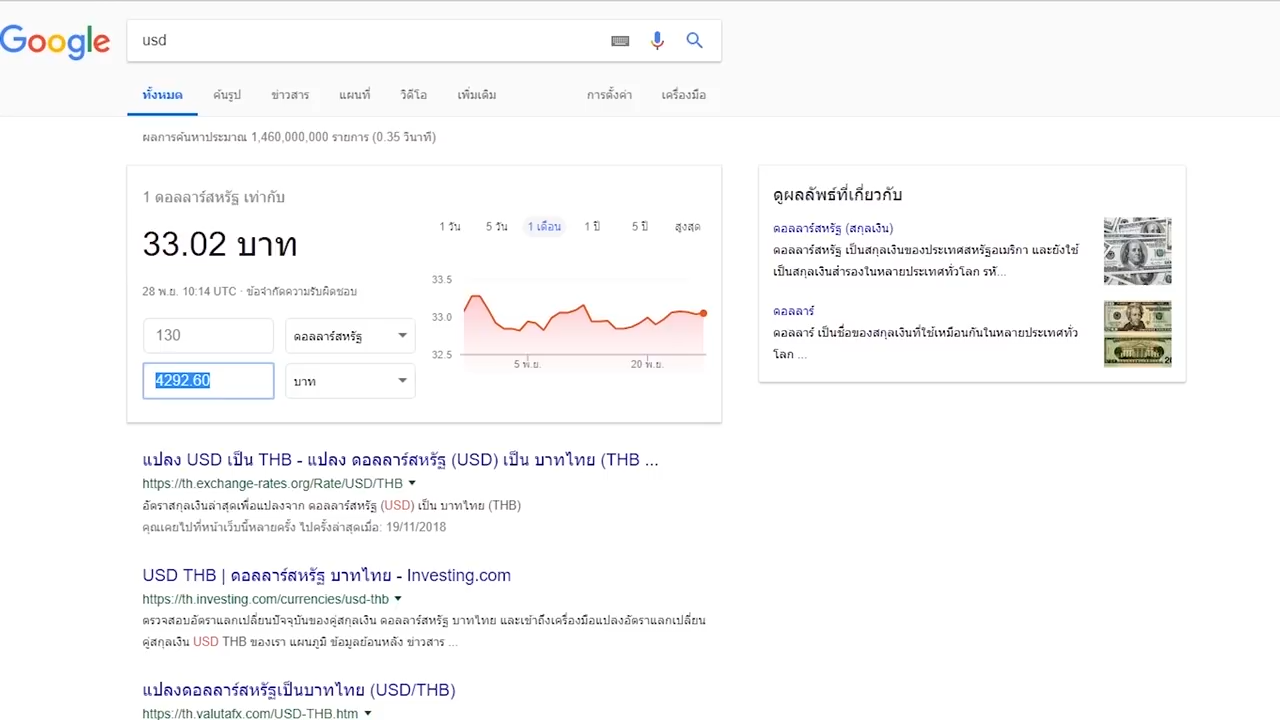 Google
usd
ทั้งหมด ค้นรูป ข่าวสาร แผนที่ วิดีโอ เพิ่มเติม การตั้งค่า เครื่องมือ
ผลการค้นหาประมาณ 1,460,000,000 รายการ (0.35 วินาที)
1 ดอลลาร์สหรัฐ เท่ากับ
33.02 บาท
28 พ.ย. 10:14 UTC · ข้อจำกัดความรับผิดชอบ
130 ดอลลาร์สหรัฐ
4292.60 บาท
1 วัน 5 วัน 1 เดือน 1 ปี 5 ปี สูงสุด
33.5
33.0
32.5
5 พ.ย. 20 พ.ย.
ดูผลลัพธ์ที่เกี่ยวกับ
ดอลลาร์สหรัฐ (สกุลเงิน)
ดอลลาร์สหรัฐ เป็นสกุลเงินของประเทศสหรัฐอเมริกา และยังใช้
เป็นสกุลเงินสำรองในหลายประเทศทั่วโลก รหั...
ดอลลาร์
ดอลลาร์ เป็นชื่อของสกุลเงินที่ใช้เหมือนกันในหลายประเทศทั่ว
โลก ...
แปลง USD เป็น THB - แปลง ดอลลาร์สหรัฐ (USD) เป็น บาทไทย (THB ...
https://th.exchange-rates.org/Rate/USD/THB
อัตราสกุลเงินล่าสุดเพื่อแปลงจาก ดอลลาร์สหรัฐ (USD) เป็น บาทไทย (THB)
คุณเคยไปที่หน้าเว็บนี้หลายครั้ง ไปครั้งล่าสุดเมื่อ: 19/11/2018
USD THB | ดอลลาร์สหรัฐ บาทไทย - Investing.com
https://th.investing.com/currencies/usd-thb
ตรวจสอบอัตราแลกเปลี่ยนปัจจุบันของคู่สกุลเงิน ดอลลาร์สหรัฐ บาทไทย และเข้าถึงเครื่องมือแปลงอัตราแลกเปลี่ยน
คู่สกุลเงิน USD THB ของเรา แผนภูมิ ข้อมูลย้อนหลัง ข่าวสาร ...
แปลงดอลลาร์สหรัฐเป็นบาทไทย (USD/THB)
https://th.valutafx.com/USD-THB.htm